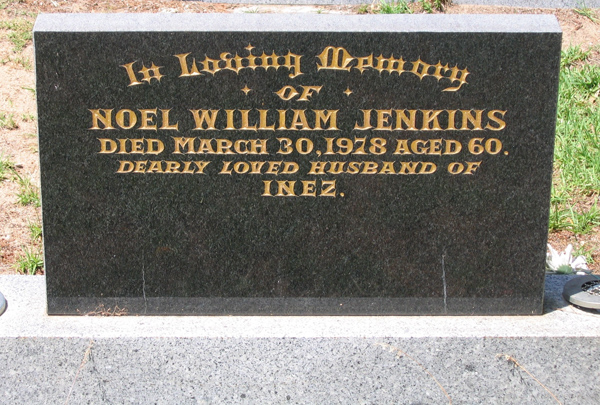 In Loving Memory
OF
NOEL WILLIAM JENKINS
DIED MARCH 30, 1978 AGED 60.
DEARLY LOVED HUSBAND OF
INEZ.